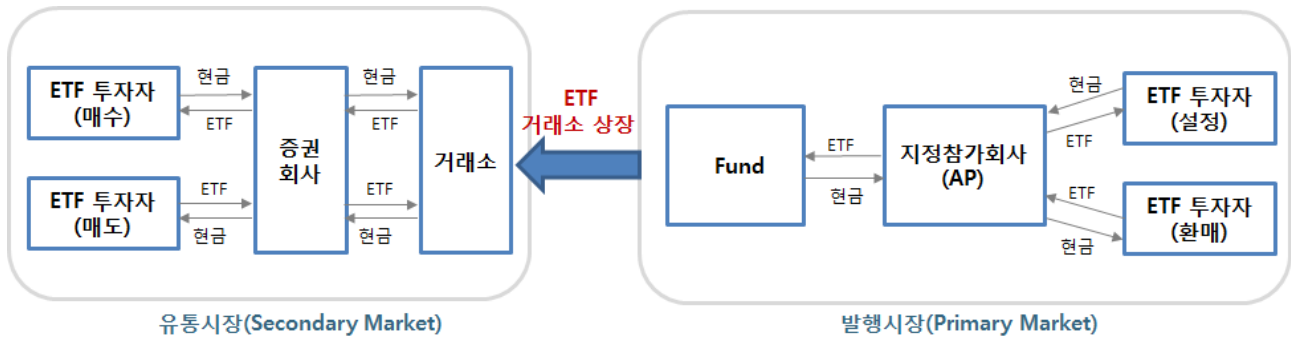 ETF 투자자
(매수)
현금
ETF
ETF 투자자
(매도)
ETF
현금
증권
회사
현금
ETF
ETF
현금
거래소
ETF
거래소 상장
Fund
ETF
현금
지정참가회사
(AP)
현금
ETF
ETF
현금
ETF 투자자
(설정)
ETF 투자자
(환매)
유통시장(Secondary Market)
발행시장(Primary Market)